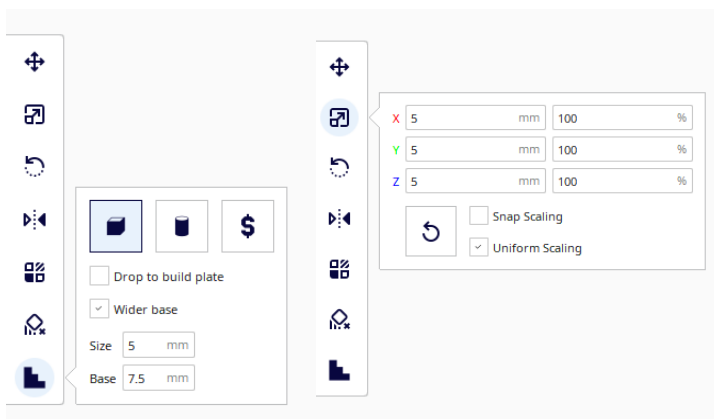 X 5 mm 100 %
Y 5 mm 100 %
Z 5 mm 100 %
Snap Scaling
Uniform Scaling
$
Drop to build plate
Wider base
Size 5 mm
Base 7.5 mm